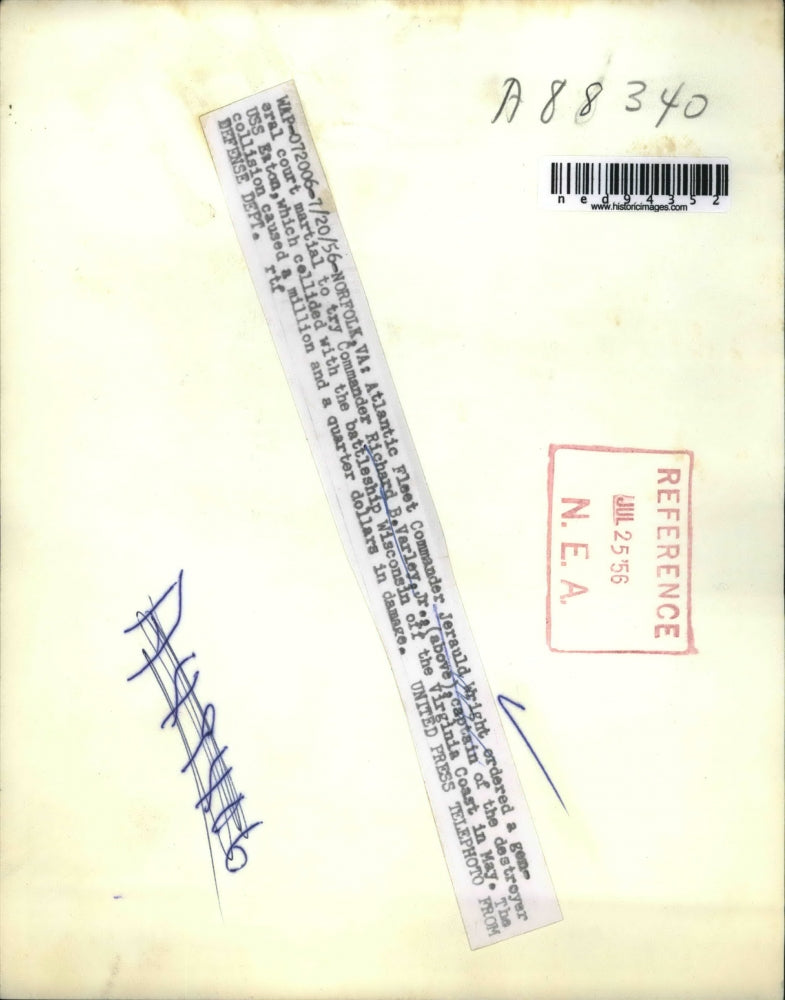 A88340
ned94352
www.historicimages.com
WAP-072006-7/20/56-NORFOLK,VA: Atlantic Fleet Commander Jerauld Wright ordered a gen-
eral court martial to try Commander Richard B.Varley,Jr.,(above),captain of the destroyer
USS Eaton,which collided with the battleship Wisconsin off the Virginia Coast in May. The
collision caused a million and a quarter dollars in damage. UNITED PRESS TELEPHOTO FROM
DEFENSE DEPT. rtf
REFERENCE
JUL 25 '56
N. E. A.